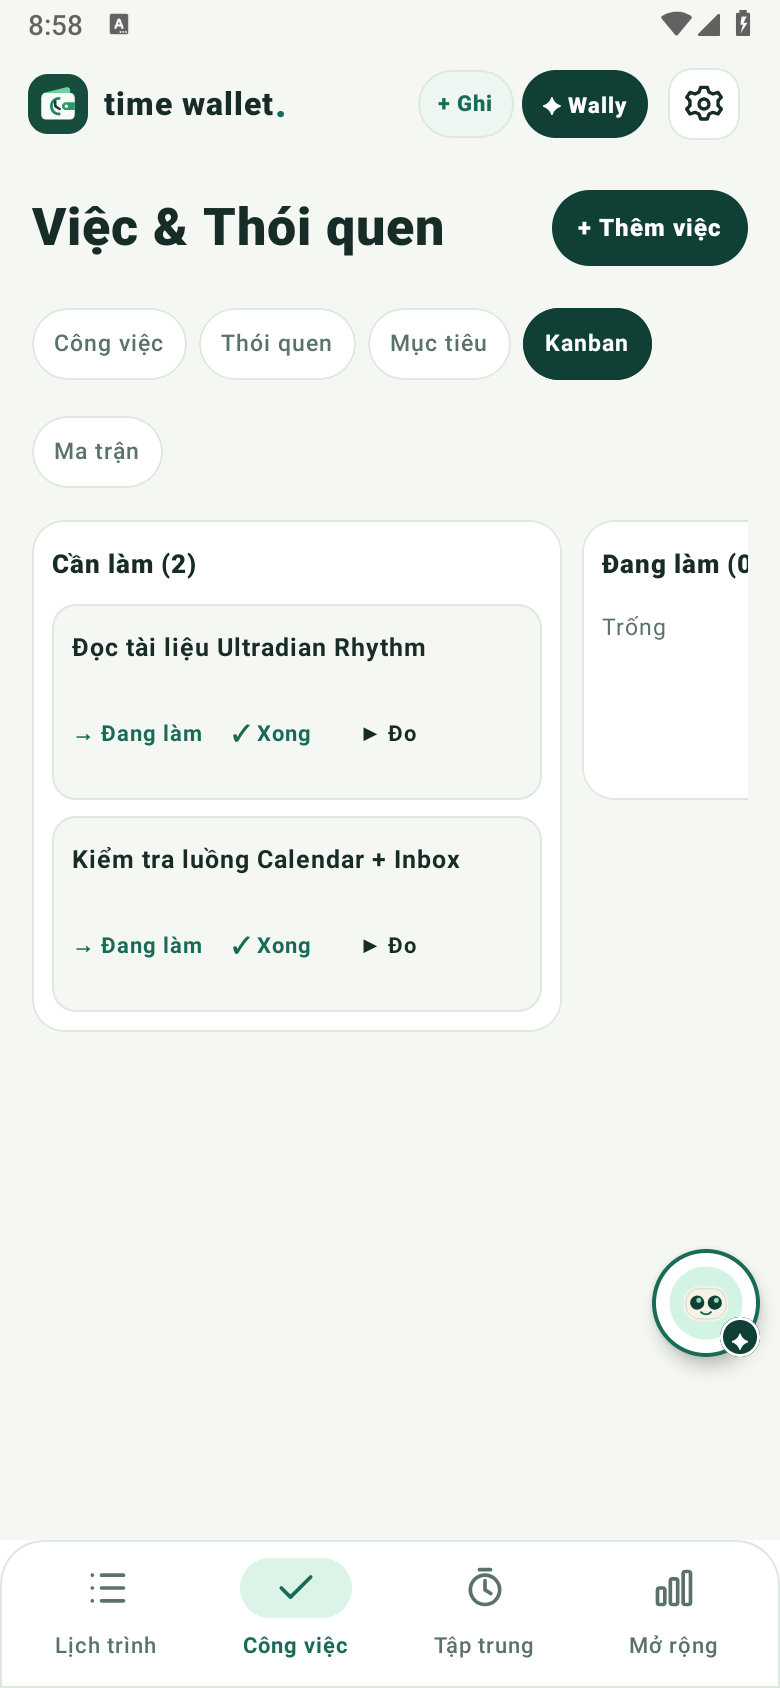 8:58
A
time wallet.
+ Ghi
✦ Wally
Việc & Thói quen
+ Thêm việc
Công việc
Thói quen
Mục tiêu
Kanban
Ma trận
Cần làm (2)
Đọc tài liệu Ultradian Rhythm
→ Đang làm ✓ Xong ► Đo
Kiểm tra luồng Calendar + Inbox
→ Đang làm ✓ Xong ► Đo
Đang làm (0
Trống
Lịch trình
Công việc
Tập trung
Mở rộng